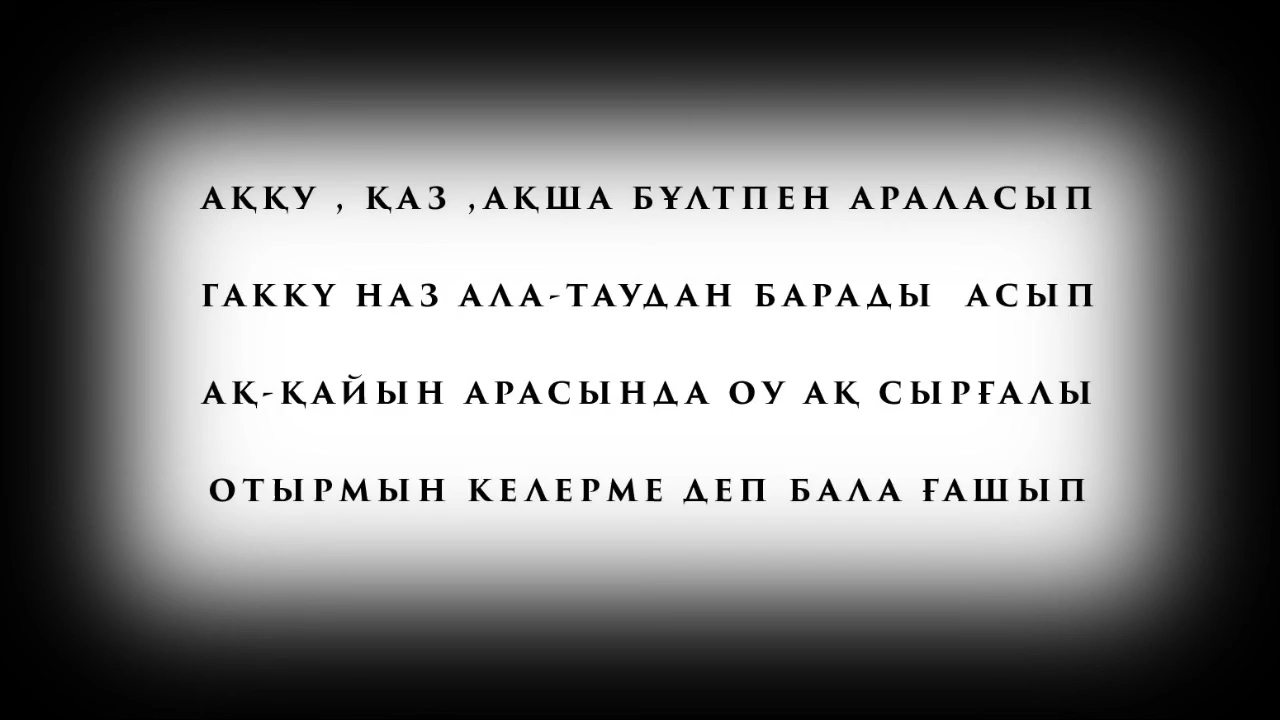 АҚҚУ , ҚАЗ ,АҚША БҰЛТПЕН АРАЛАСЫП
ГАККҮ НАЗ АЛА-ТАУДАН БАРАДЫ АСЫП
АҚ-ҚАЙЫН АРАСЫНДА ОУ АҚ СЫРҒАЛЫ
ОТЫРМЫН КЕЛЕРМЕ ДЕП БАЛА ҒАШЫП